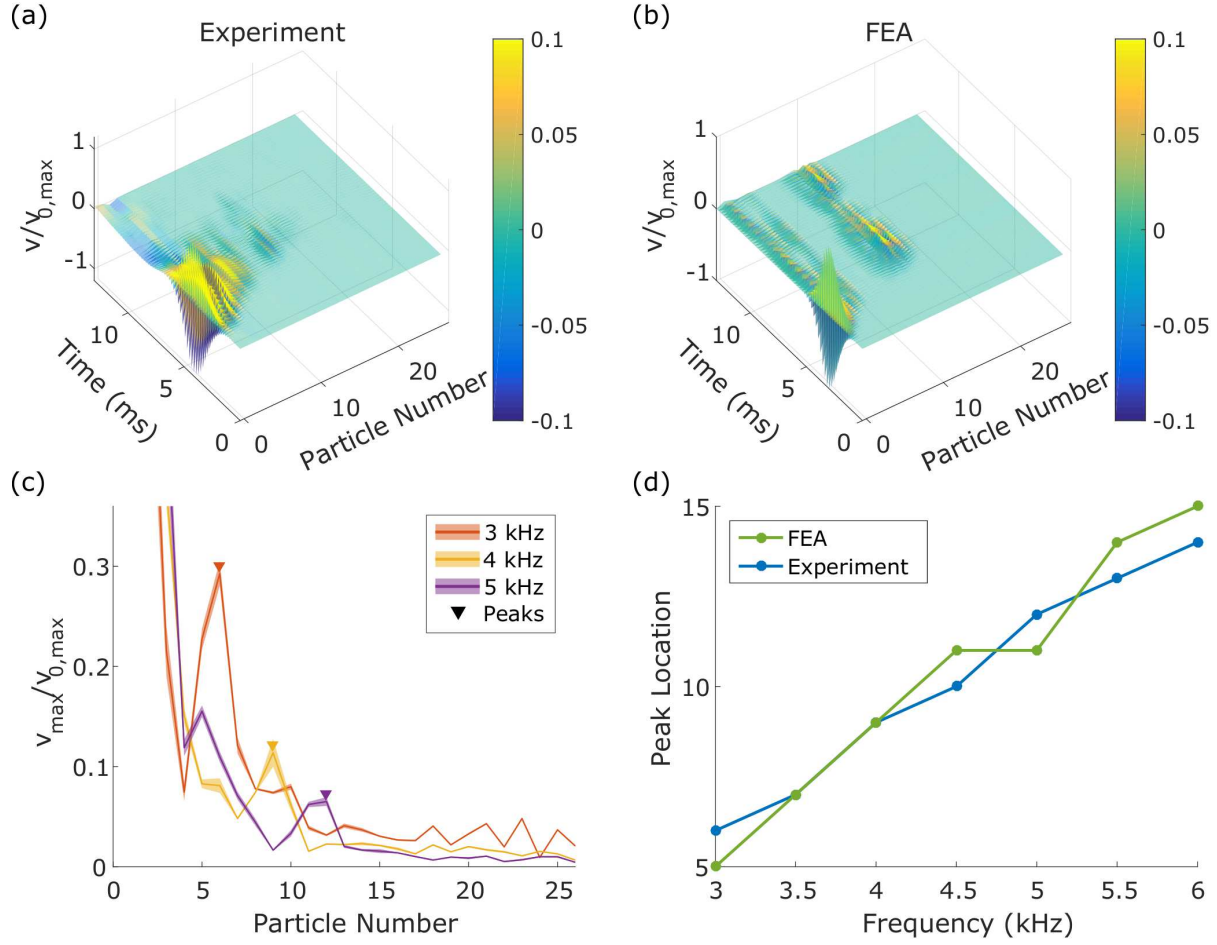 (a)
Experiment
v/v0,max
1
0
-1
10
5
0
Time (ms)
0
10
20
Particle Number
0.1
0.05
0
-0.05
-0.1
(b)
FEA
v/v0,max
1
0
-1
10
5
0
Time (ms)
0
10
20
Particle Number
0.1
0.05
0
-0.05
-0.1
(c)
vmax/v0,max
0.3
0.2
0.1
0
0
5
10
15
20
25
Particle Number
3 kHz
4 kHz
5 kHz
Peaks
(d)
Peak Location
15
10
5
3
3.5
4
4.5
5
5.5
6
Frequency (kHz)
FEA
Experiment